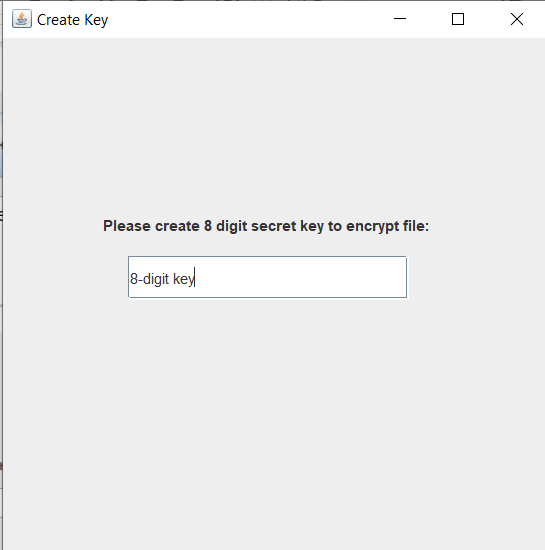 Create Key
Please create 8 digit secret key to encrypt file:
8-digit key